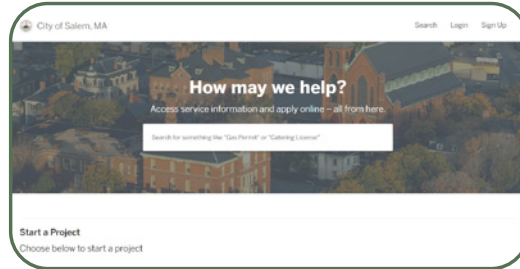 City of Salem, MA
Search Login Sign Up
How may we help?
Access service information and apply online – all from here.
Search for something like "Gas Permit" or "Catering License"
Start a Project
Choose below to start a project